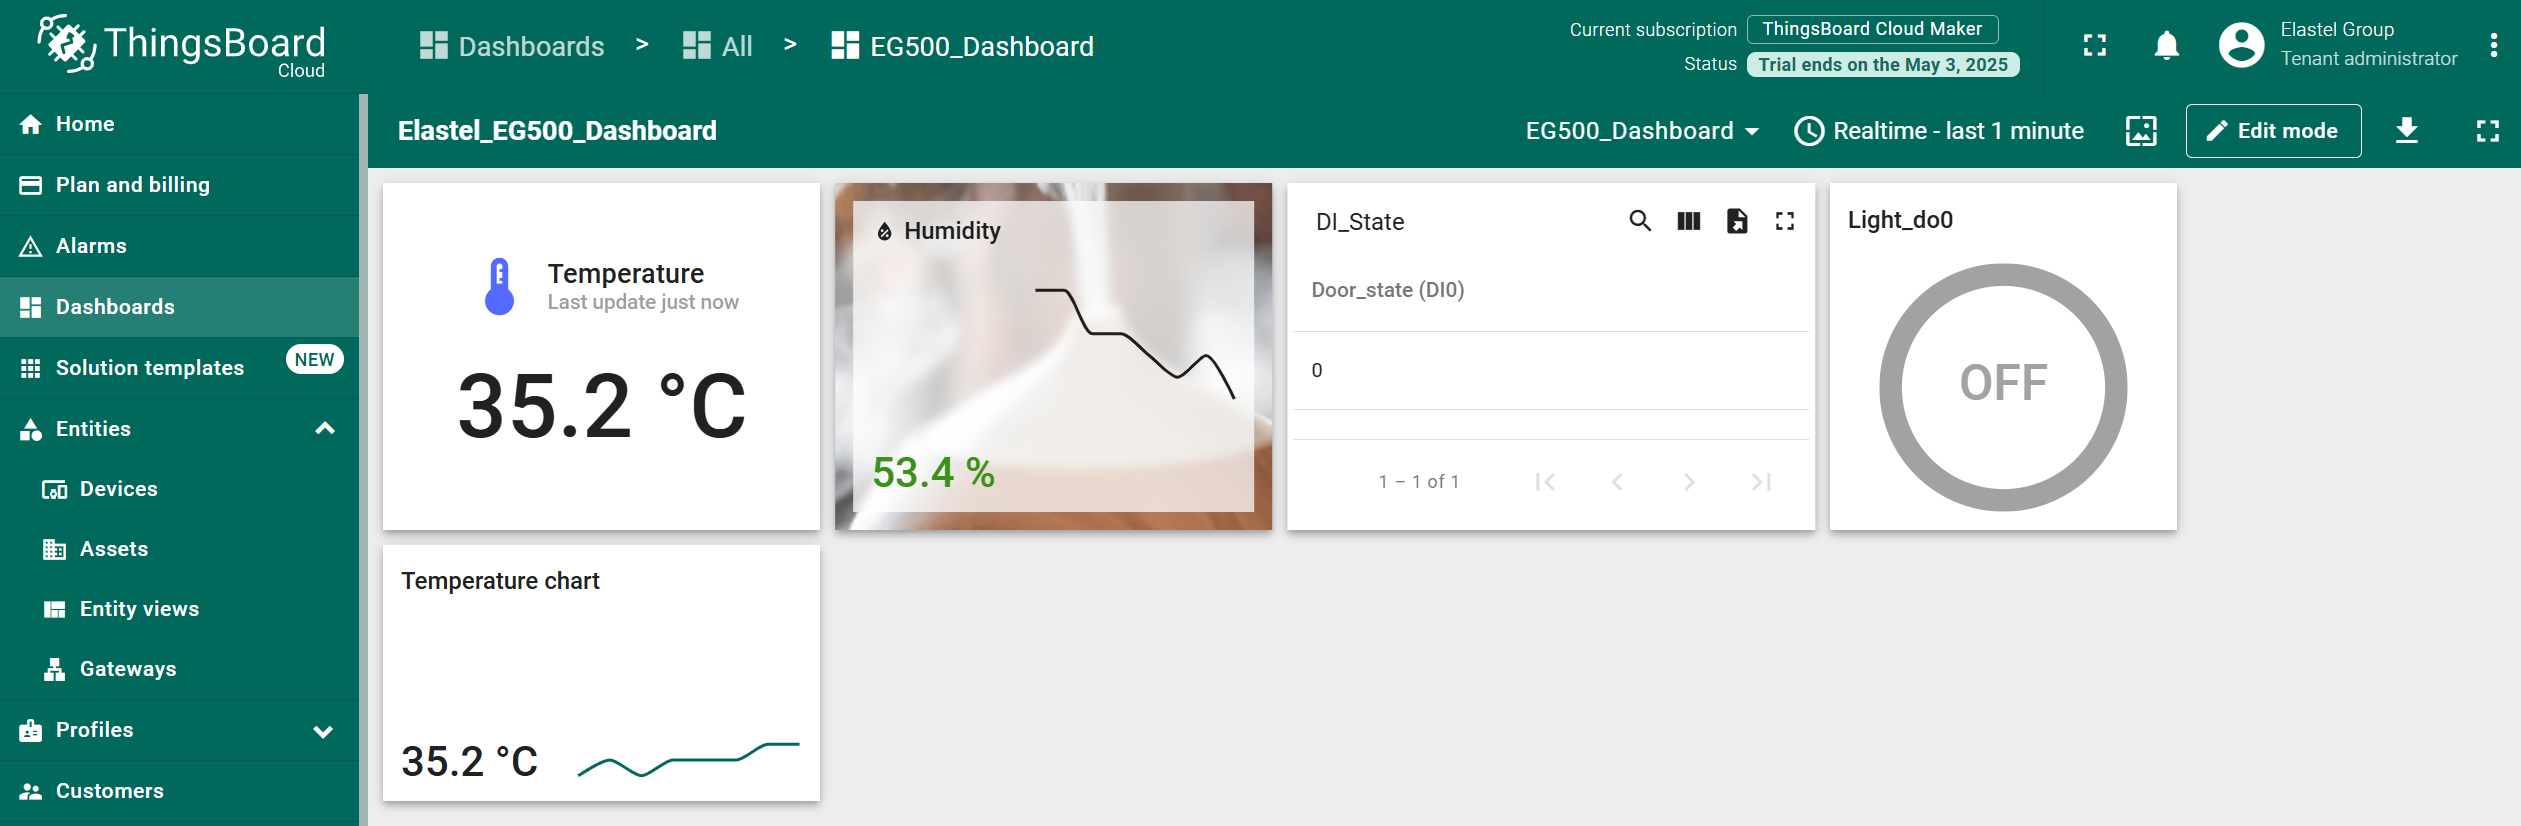 ThingsBoard
Cloud
Dashboards > All > EG500_Dashboard
Current subscription ThingsBoard Cloud Maker
Status Trial ends on the May 3, 2025
Elastel Group
Tenant administrator
Home
Plan and billing
Alarms
Dashboards
Solution templates NEW
Entities
Devices
Assets
Entity views
Gateways
Profiles
Customers
Elastel_EG500_Dashboard
EG500_Dashboard
Realtime - last 1 minute
Edit mode
Temperature
Last update just now
35.2 °C
Humidity
53.4 %
DI_State
Door_state (DI0)
0
1 – 1 of 1
Light_do0
OFF
Temperature chart
35.2 °C